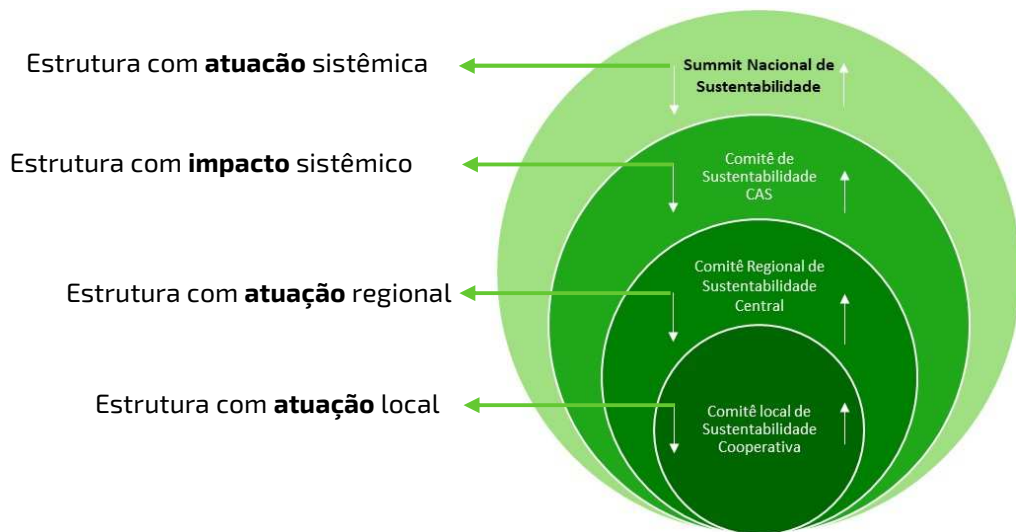 Estrutura com atuacão sistêmica
Summit Nacional de
Sustentabilidade
Estrutura com impacto sistêmico
Comitê de
Sustentabilidade
CAS
Estrutura com atuação regional
Comitê Regional de
Sustentabilidade
Central
Estrutura com atuação local
Comitê local de
Sustentabilidade
Cooperativa